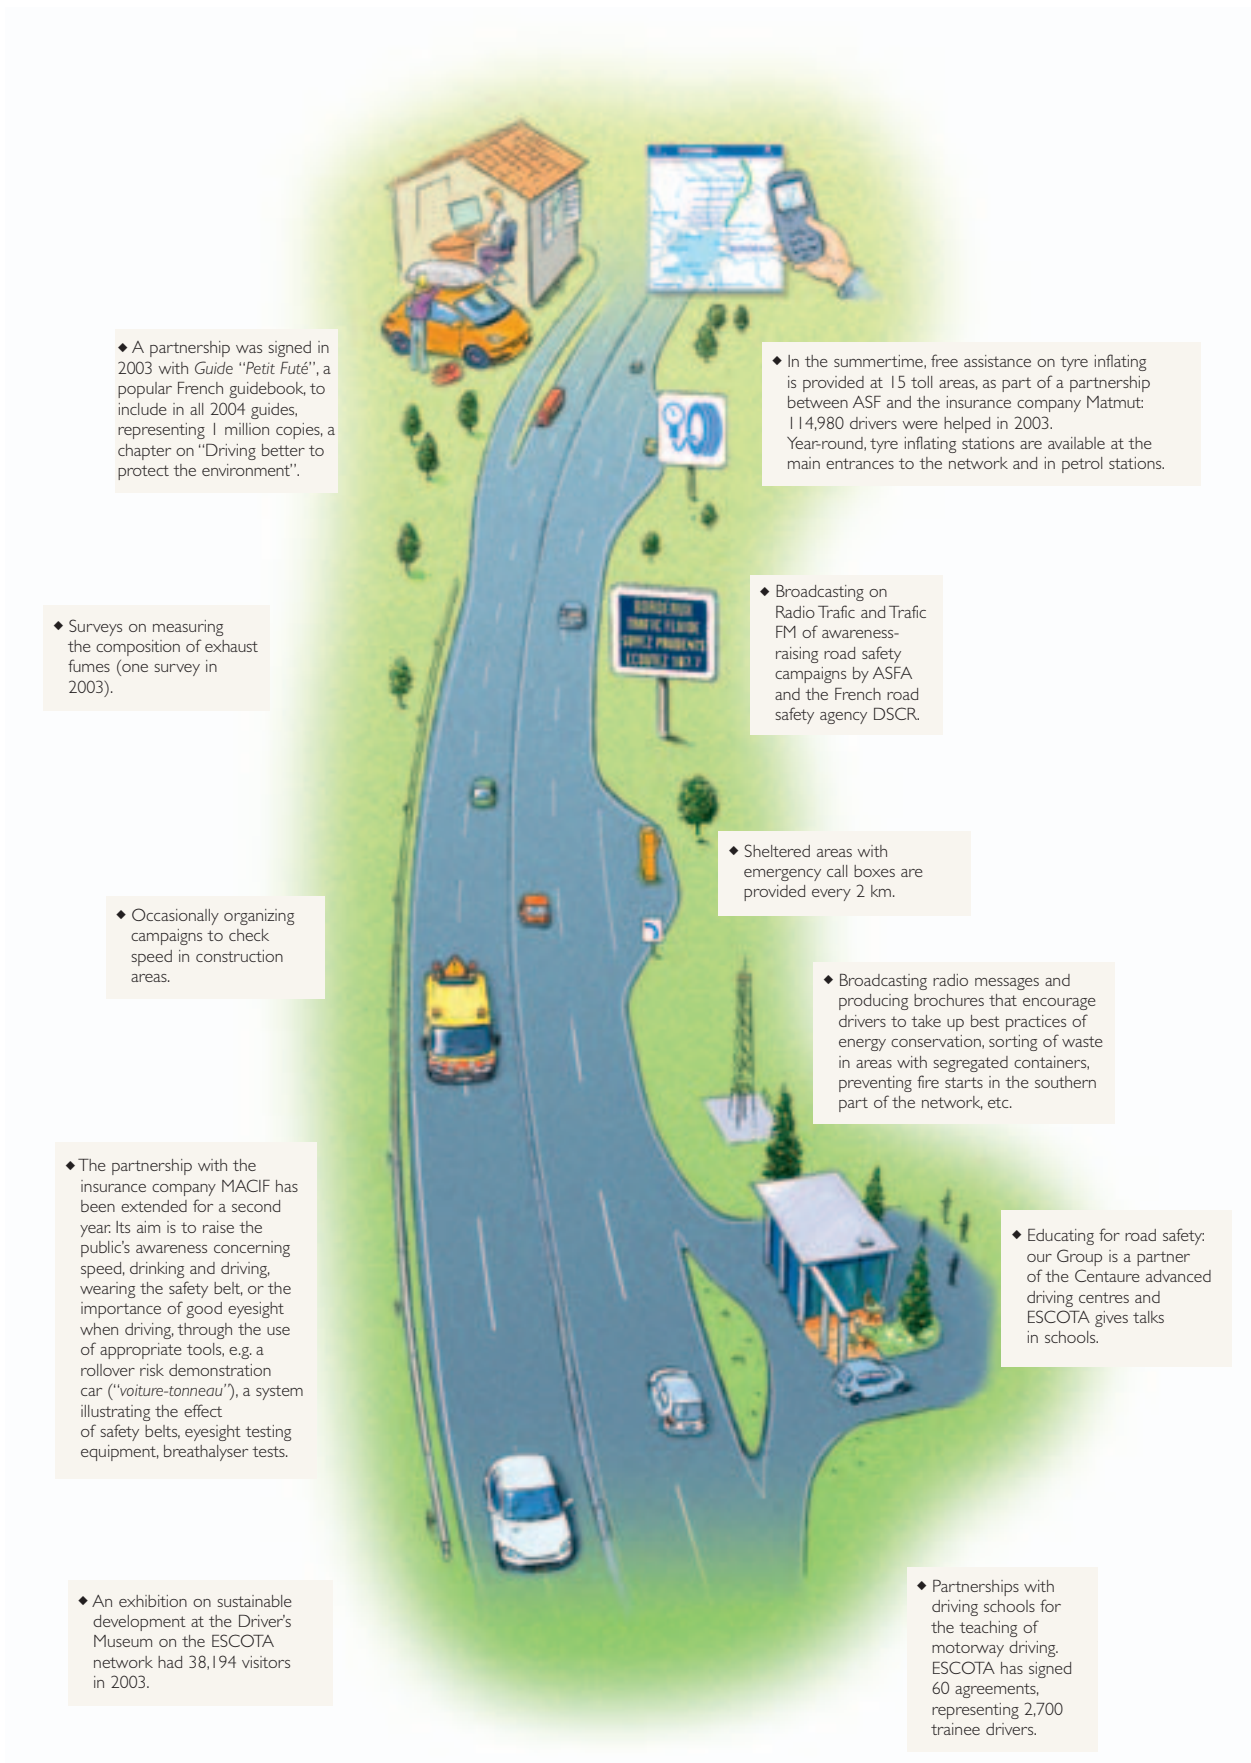 ◆ A partnership was signed in
2003 with Guide “Petit Futé”, a
popular French guidebook, to
include in all 2004 guides,
representing 1 million copies, a
chapter on “Driving better to
protect the environment”.
◆ In the summertime, free assistance on tyre inflating
is provided at 15 toll areas, as part of a partnership
between ASF and the insurance company Matmut:
114,980 drivers were helped in 2003.
Year-round, tyre inflating stations are available at the
main entrances to the network and in petrol stations.
◆ Surveys on measuring
the composition of exhaust
fumes (one survey in
2003).
BORDEAUX
TRAFIC FLUIDE
SOYEZ PRUDENTS
ECOUTEZ 107.7
◆ Broadcasting on
Radio Trafic and Trafic
FM of awareness-
raising road safety
campaigns by ASFA
and the French road
safety agency DSCR.
◆ Sheltered areas with
emergency call boxes are
provided every 2 km.
◆ Occasionally organizing
campaigns to check
speed in construction
areas.
◆ Broadcasting radio messages and
producing brochures that encourage
drivers to take up best practices of
energy conservation, sorting of waste
in areas with segregated containers,
preventing fire starts in the southern
part of the network, etc.
◆ The partnership with the
insurance company MACIF has
been extended for a second
year. Its aim is to raise the
public’s awareness concerning
speed, drinking and driving,
wearing the safety belt, or the
importance of good eyesight
when driving, through the use
of appropriate tools, e.g. a
rollover risk demonstration
car (“voiture-tonneau”), a system
illustrating the effect
of safety belts, eyesight testing
equipment, breathalyser tests.
◆ Educating for road safety:
our Group is a partner
of the Centaure advanced
driving centres and
ESCOTA gives talks
in schools.
◆ An exhibition on sustainable
development at the Driver’s
Museum on the ESCOTA
network had 38,194 visitors
in 2003.
◆ Partnerships with
driving schools for
the teaching of
motorway driving.
ESCOTA has signed
60 agreements,
representing 2,700
trainee drivers.